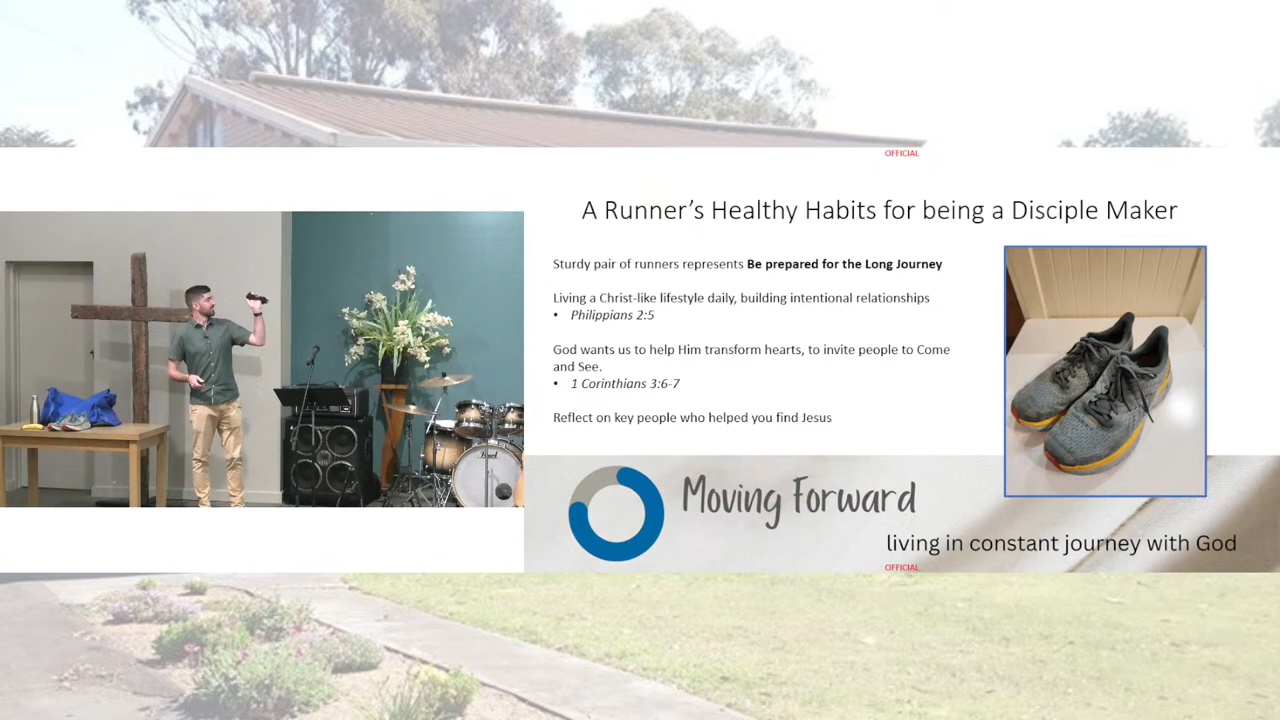 OFFICIAL
A Runner's Healthy Habits for being a Disciple Maker
Sturdy pair of runners represents Be prepared for the Long Journey
Living a Christ-like lifestyle daily, building intentional relationships
• Philippians 2:5
God wants us to help Him transform hearts, to invite people to Come
and See.
• 1 Corinthians 3:6-7
Reflect on key people who helped you find Jesus
Pearl
Moving Forward
living in constant journey with God
OFFICIAL